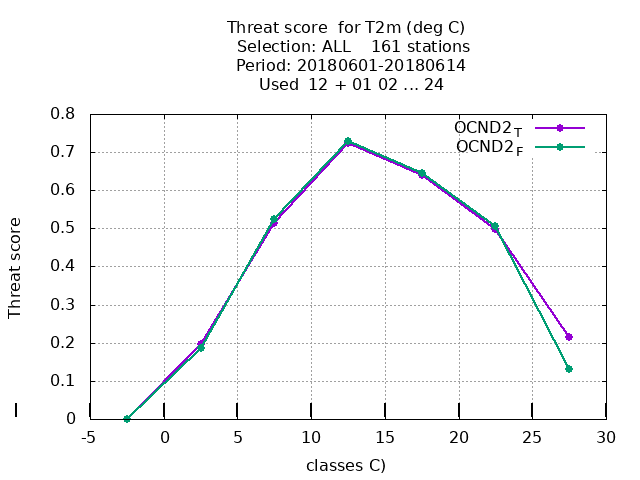 Threat score for T2m (deg C)
Selection: ALL 161 stations
Period: 20180601-20180614
Used 12 + 01 02 ... 24
OCND2T
OCND2F
Threat score
0.8
0.7
0.6
0.5
0.4
0.3
0.2
0.1
0
-5 0 5 10 15 20 25 30
classes C)